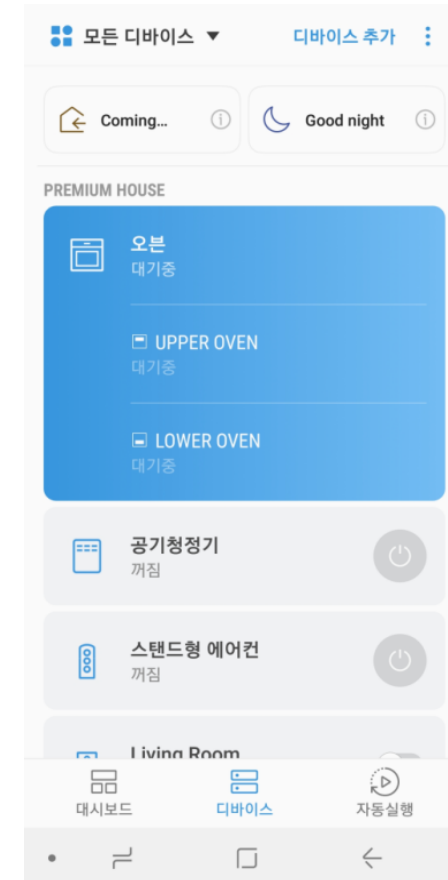 모든 디바이스 ▼
디바이스 추가
Coming...
Good night
PREMIUM HOUSE
오븐
대기중
UPPER OVEN
대기중
LOWER OVEN
대기중
공기청정기
꺼짐
스탠드형 에어컨
꺼짐
Living Room
대시보드
디바이스
자동실행